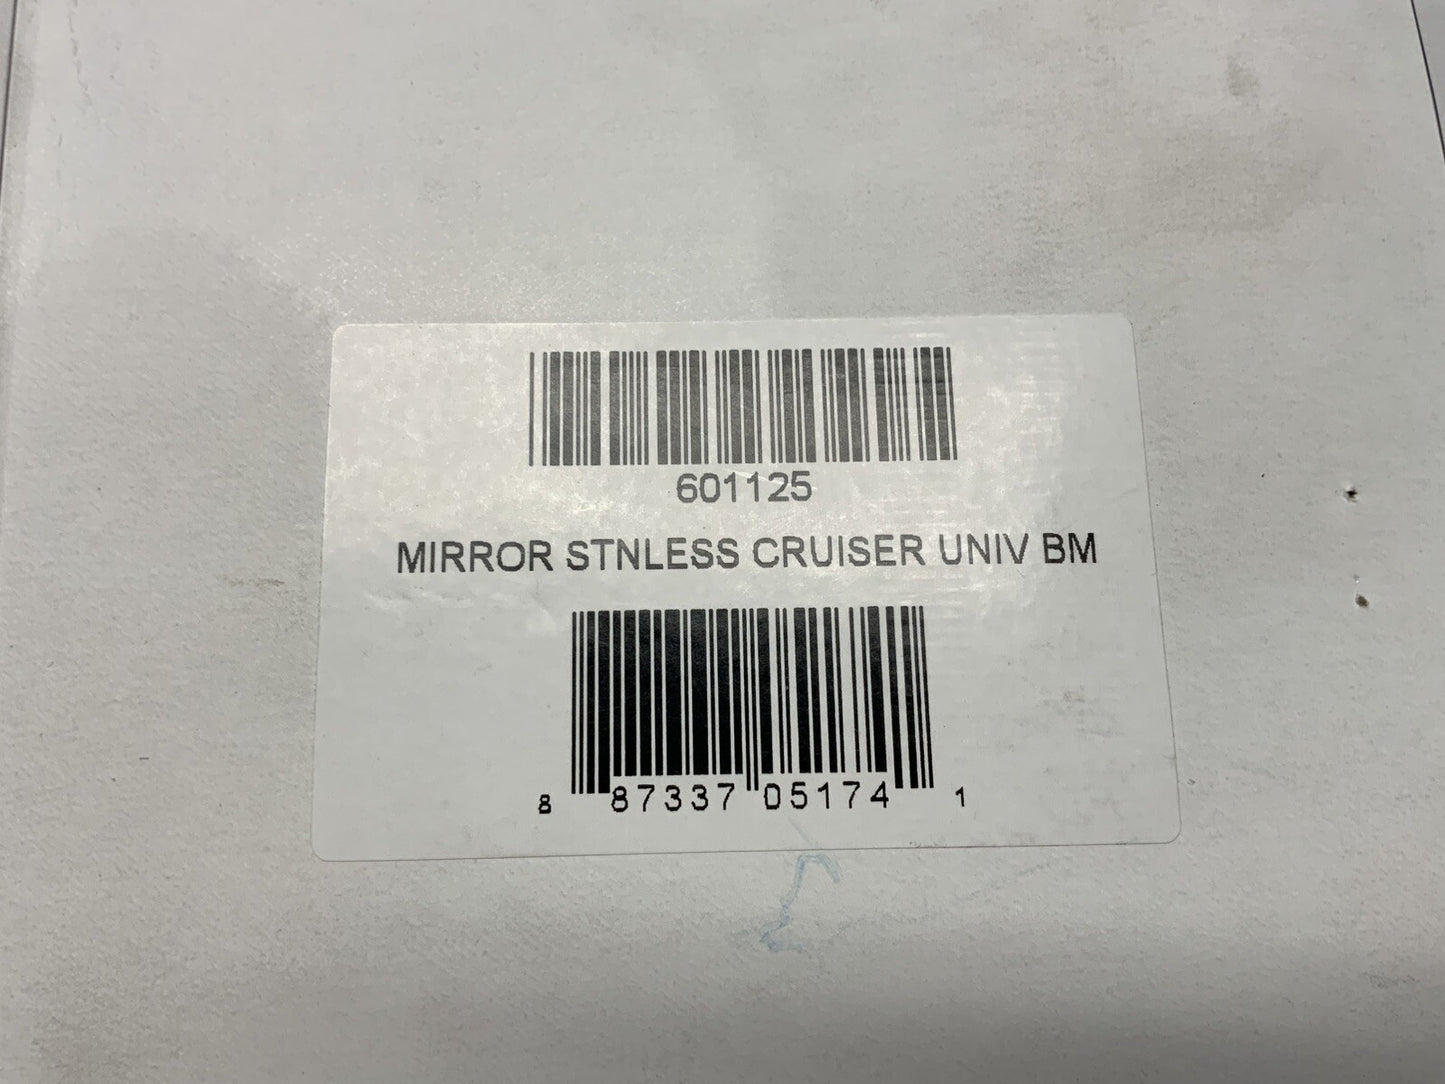 601125
MIRROR STNLESS CRUISER UNIV BM
8 87337 05174 1